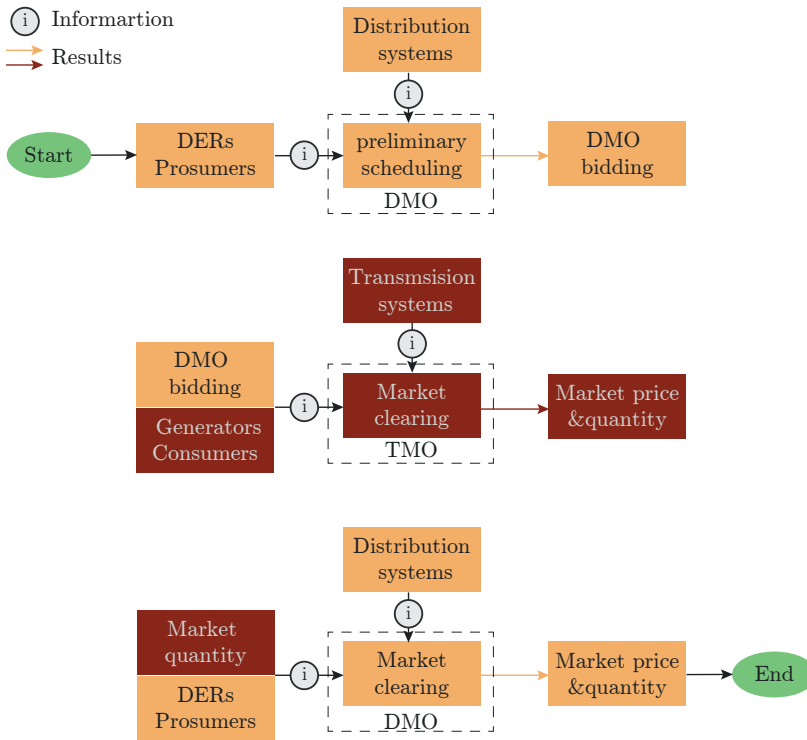 i Informartion
Results
Distribution
systems
i
Start
DERs
Prosumers
i
preliminary
scheduling
DMO
DMO
bidding
Transmsision
systems
i
DMO
bidding
Generators
Consumers
i
Market
clearing
TMO
Market price
&quantity
Distribution
systems
i
Market
quantity
DERs
Prosumers
i
Market
clearing
DMO
Market price
&quantity
End